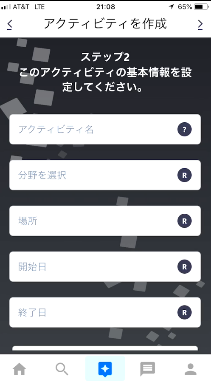 AT&T LTE 21:08 65%
アクティビティを作成
ステップ2
このアクティビティの基本情報を設
定してください。
アクティビティ名 ?
分野を選択 R
場所 R
開始日 R
終了日 R